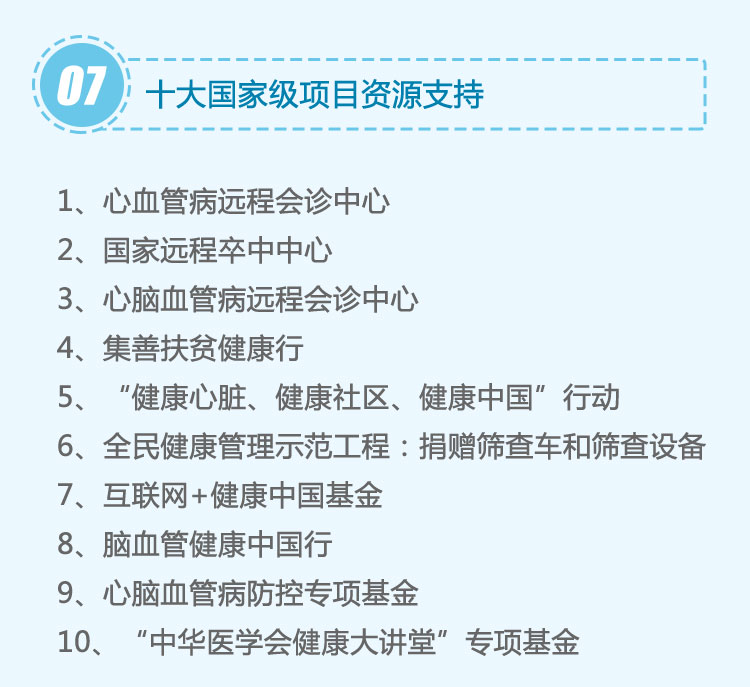 07
十大国家级项目资源支持
1、心血管病远程会诊中心
2、国家远程卒中中心
3、心脑血管病远程会诊中心
4、集善扶贫健康行
5、“健康心脏、健康社区、健康中国”行动
6、全民健康管理示范工程：捐赠筛查车和筛查设备
7、互联网+健康中国基金
8、脑血管健康中国行
9、心脑血管病防控专项基金
10、“中华医学会健康大讲堂”专项基金